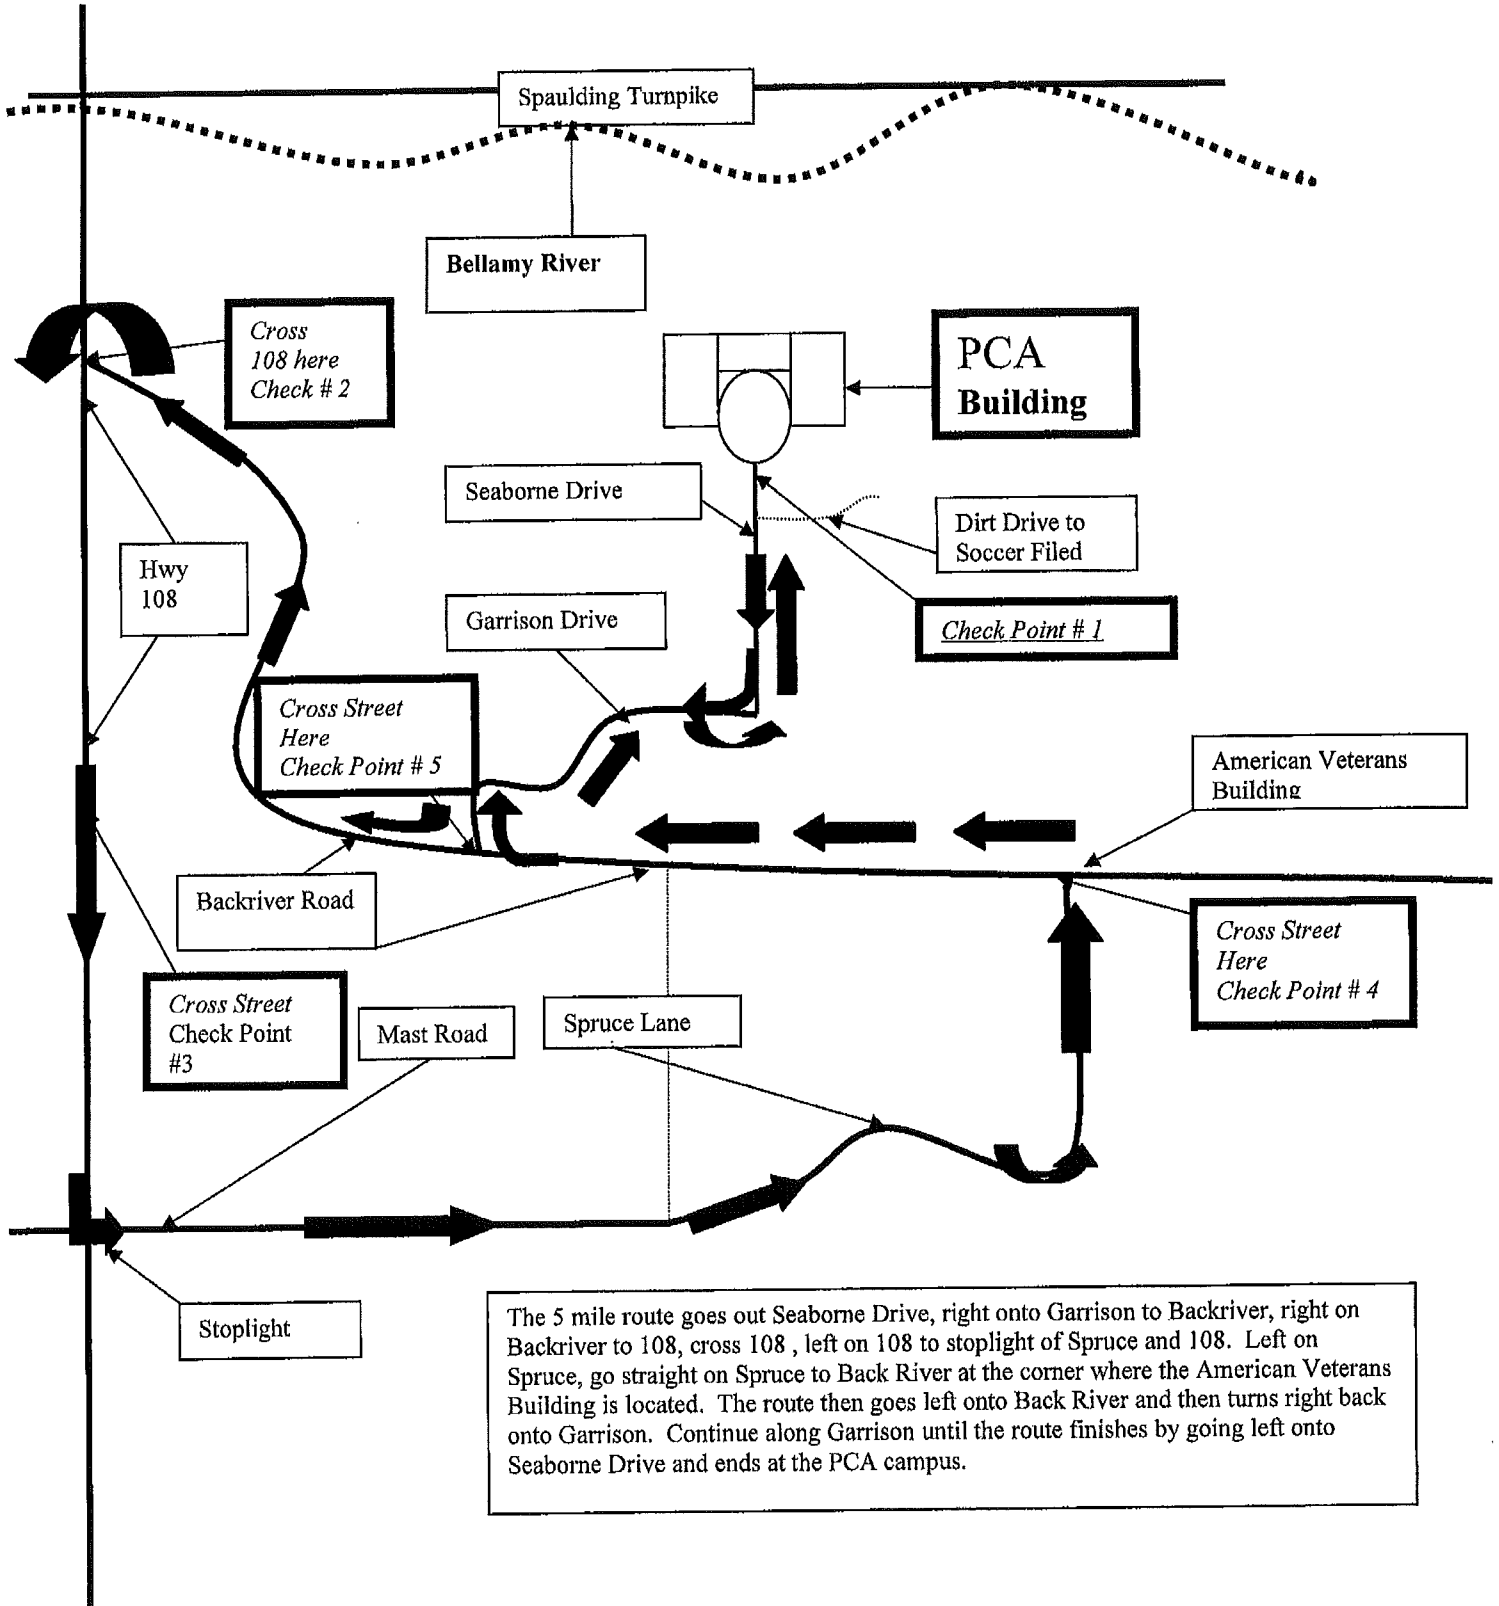 Spaulding Turnpike
Bellamy River
Cross
108 here
Check # 2
PCA
Building
Seaborne Drive
Dirt Drive to
Soccer Filed
Hwy
108
Garrison Drive
Check Point # 1
Cross Street
Here
Check Point # 5
American Veterans
Building
Backriver Road
Cross Street
Here
Check Point # 4
Cross Street
Check Point
#3
Mast Road
Spruce Lane
Stoplight
The 5 mile route goes out Seaborne Drive, right onto Garrison to Backriver, right on
Backriver to 108, cross 108 , left on 108 to stoplight of Spruce and 108.  Left on
Spruce, go straight on Spruce to Back River at the corner where the American Veterans
Building is located.  The route then goes left onto Back River and then turns right back
onto Garrison.  Continue along Garrison until the route finishes by going left onto
Seaborne Drive and ends at the PCA campus.